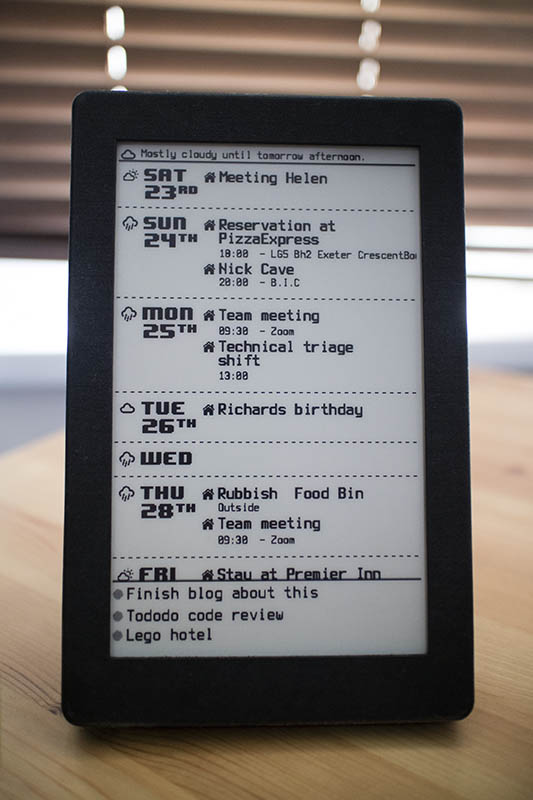 Mostly cloudy until tomorrow afternoon.
SAT
23RD
Meeting Helen
SUN
24TH
Reservation at
PizzaExpress
18:00 - LG5 Bh2 Exeter CrescentBou
Nick Cave
20:00 - B.I.C
MON
25TH
Team meeting
09:30 - Zoom
Technical triage
shift
13:00
TUE
26TH
Richards birthday
WED
THU
28TH
Rubbish Food Bin
Outside
Team meeting
09:30 - Zoom
FRI
Stay at Premier Inn
Finish blog about this
Tododo code review
Lego hotel